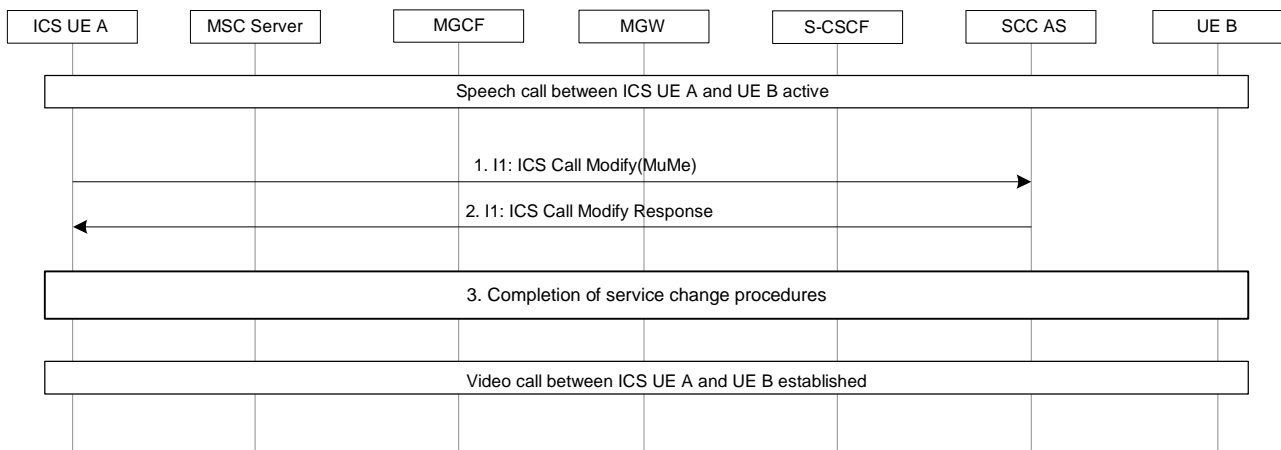 ICS UE A
MSC Server
MGCF
MGW
S-CSCF
SCC AS
UE B
Speech call between ICS UE A and UE B active
1. I1: ICS Call Modify(MuMe)
2. I1: ICS Call Modify Response
3. Completion of service change procedures
Video call between ICS UE A and UE B established